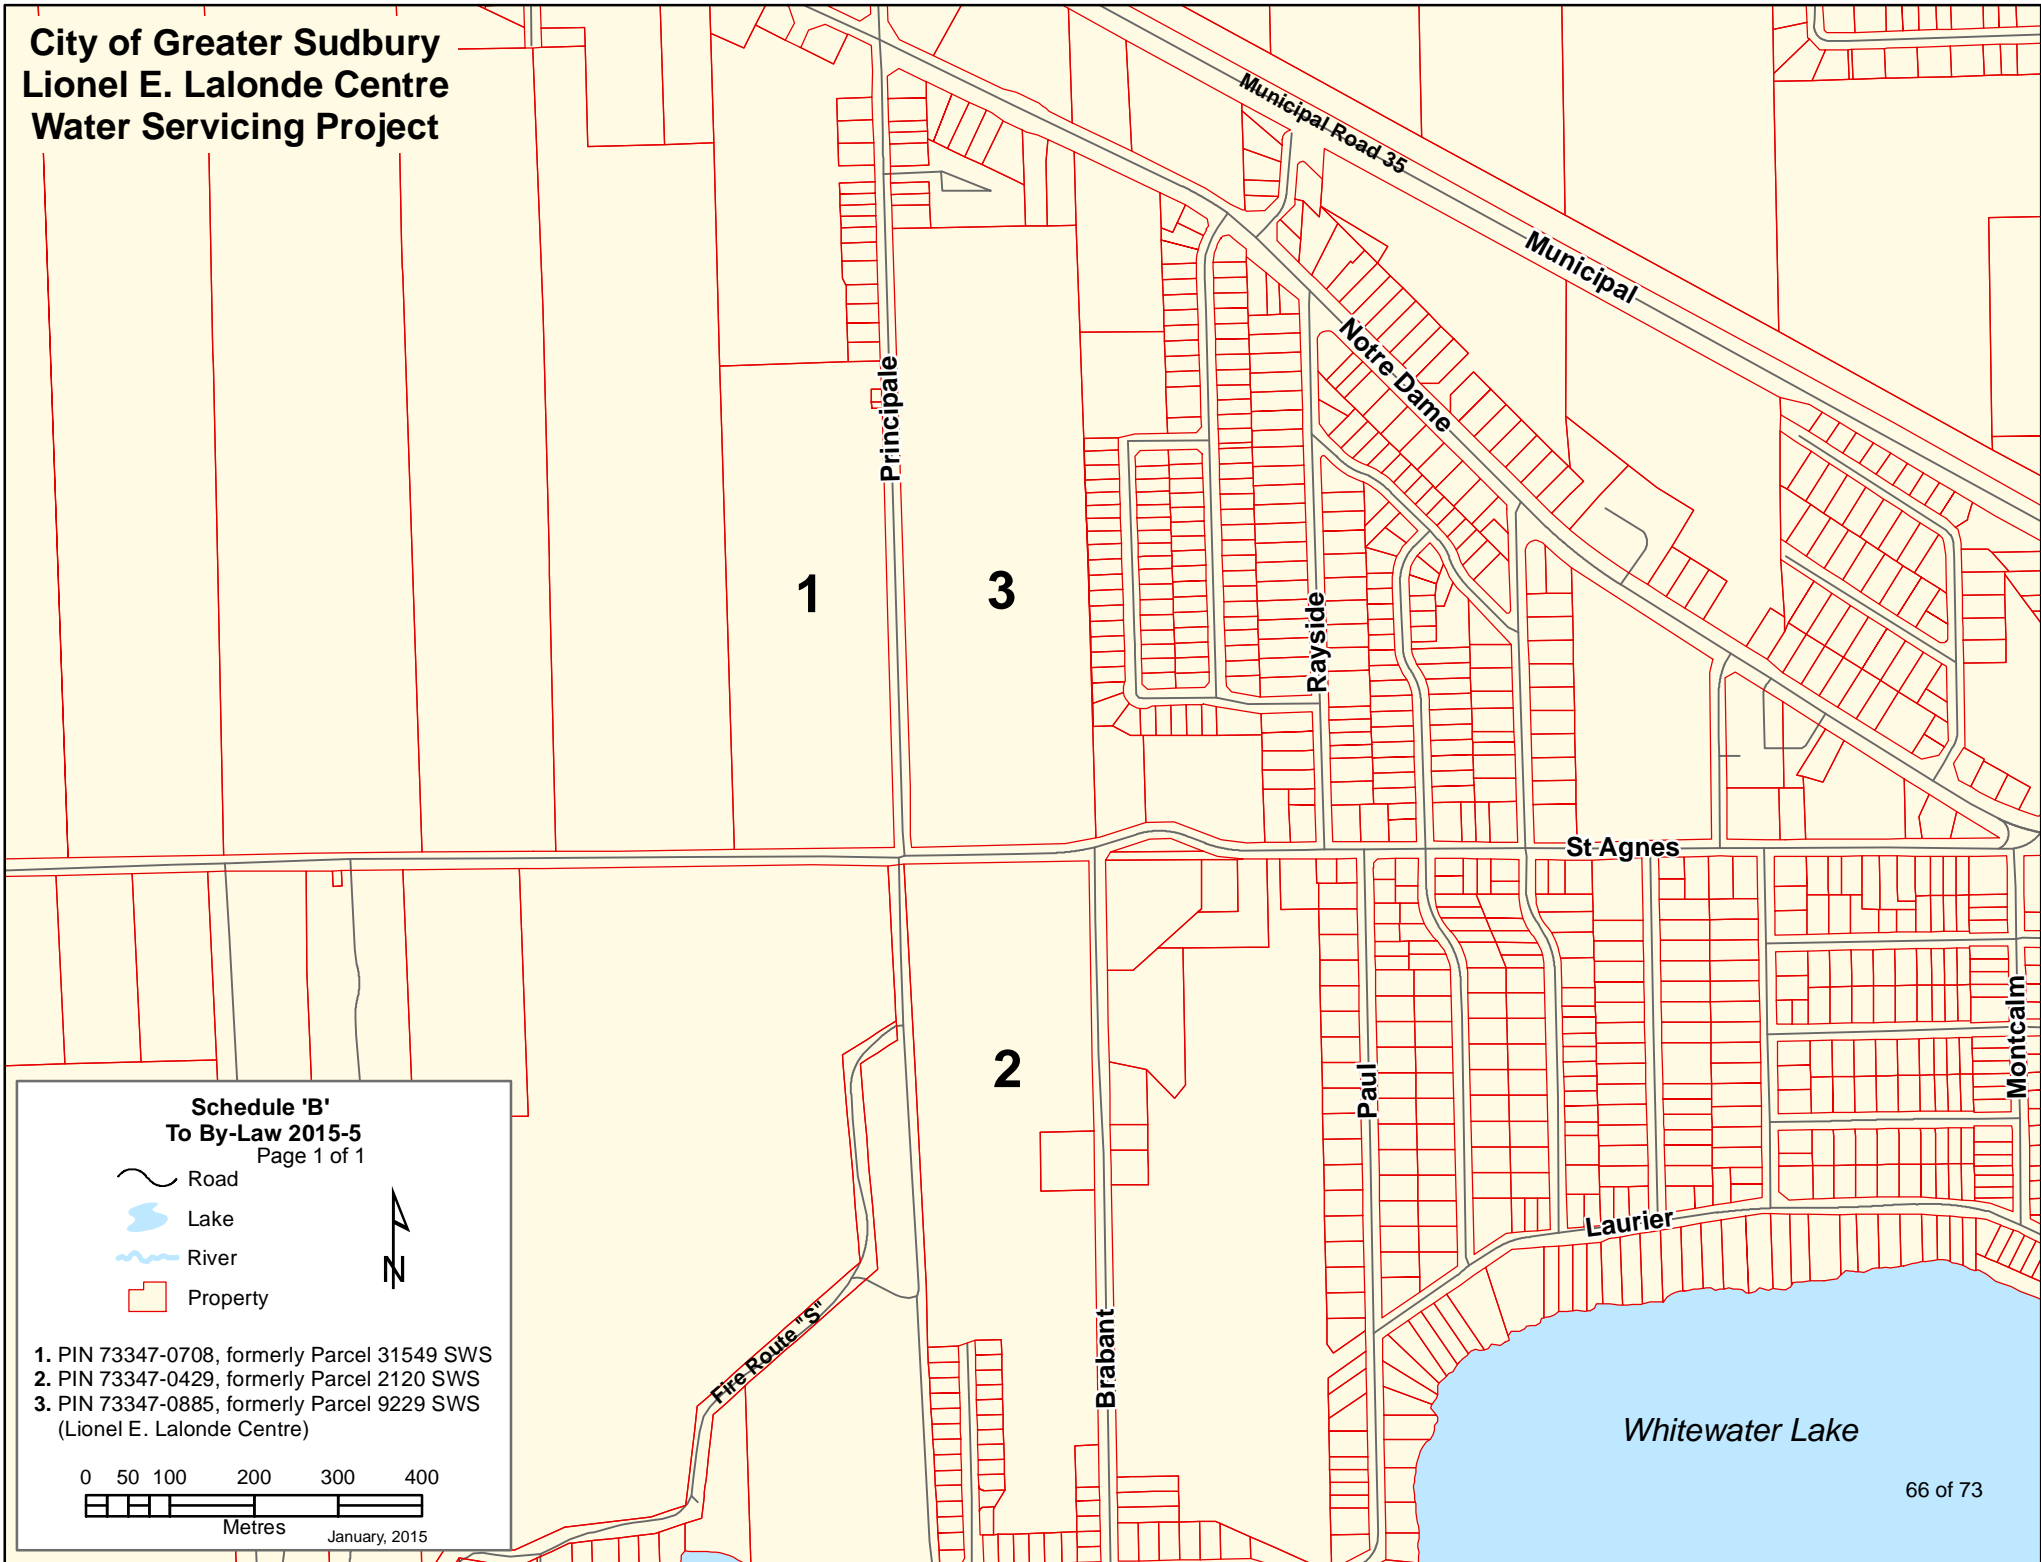 City of Greater Sudbury
Lionel E. Lalonde Centre
Water Servicing Project
Municipal Road 35
Municipal
Notre Dame
Principale
1
3
Rayside
St Agnes
2
Paul
Montcalm
Laurier
Brabant
Fire Route "S"
Whitewater Lake
66 of 73
Schedule 'B'
To By-Law 2015-5
Page 1 of 1
Road
Lake
River
Property
N
1. PIN 73347-0708, formerly Parcel 31549 SWS
2. PIN 73347-0429, formerly Parcel 2120 SWS
3. PIN 73347-0885, formerly Parcel 9229 SWS
(Lionel E. Lalonde Centre)
0 50 100 200 300 400
Metres
January, 2015